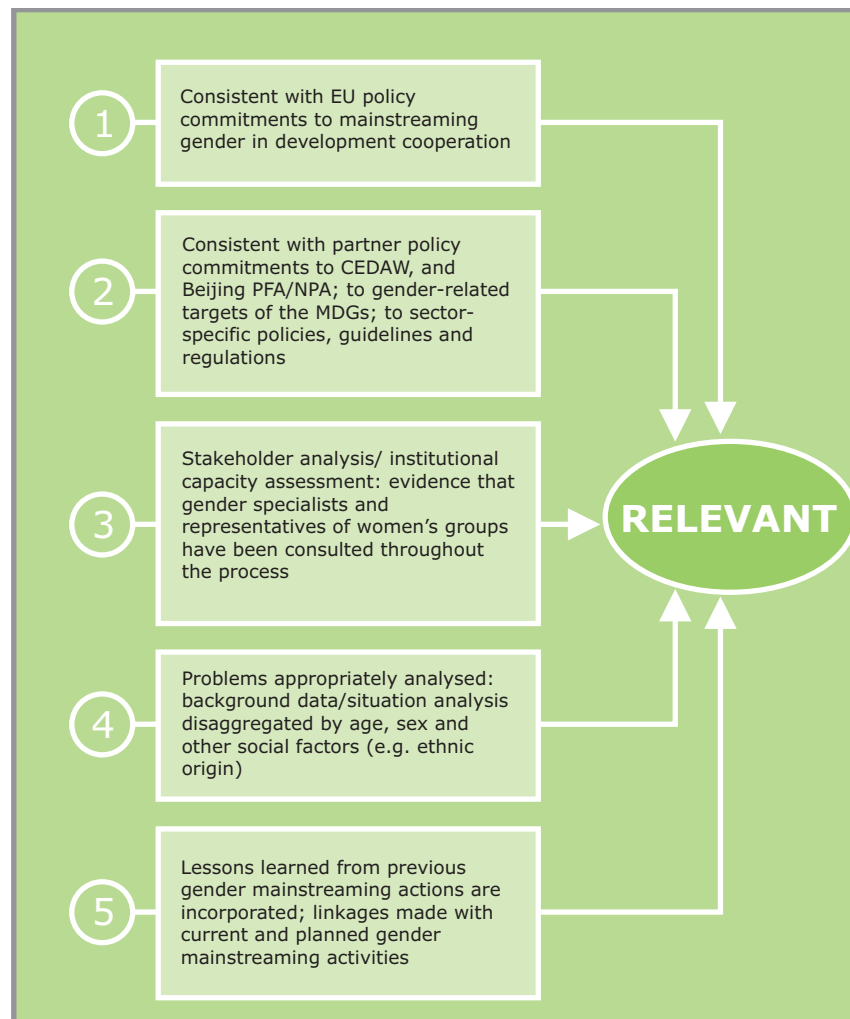 1
Consistent with EU policy
commitments to mainstreaming
gender in development cooperation
2
Consistent with partner policy
commitments to CEDAW, and
Beijing PFA/NPA; to gender-related
targets of the MDGs; to sector-
specific policies, guidelines and
regulations
3
Stakeholder analysis/ institutional
capacity assessment: evidence that
gender specialists and
representatives of women’s groups
have been consulted throughout
the process
RELEVANT
4
Problems appropriately analysed:
background data/situation analysis
disaggregated by age, sex and
other social factors (e.g. ethnic
origin)
5
Lessons learned from previous
gender mainstreaming actions are
incorporated; linkages made with
current and planned gender
mainstreaming activities